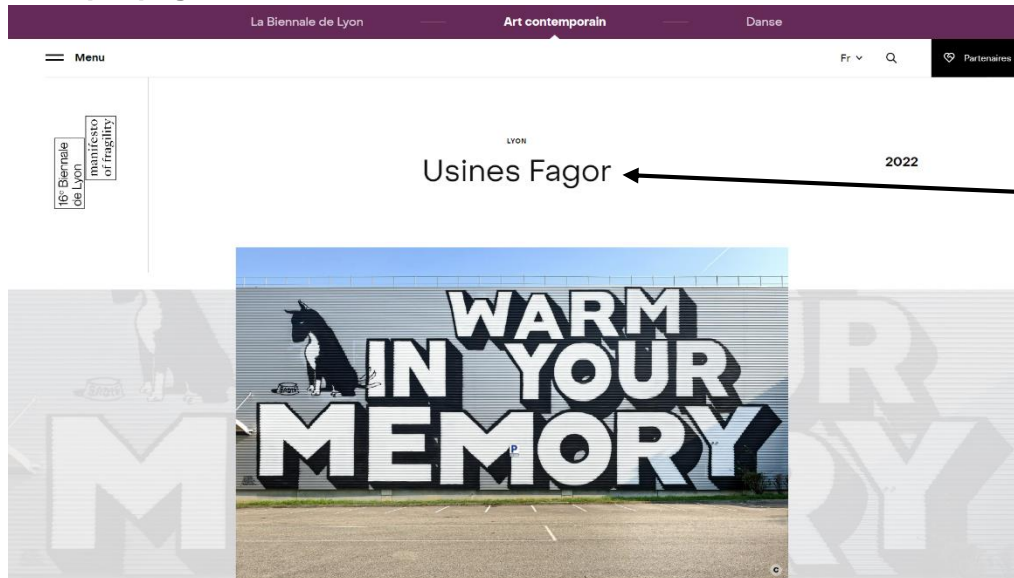 La Biennale de Lyon Art contemporain Danse
Menu Fr Partenaires
16e Biennale de Lyon
manifesto of fragility
LYON
Usines Fagor
2022
WARM
IN YOUR
MEMORY
P
C